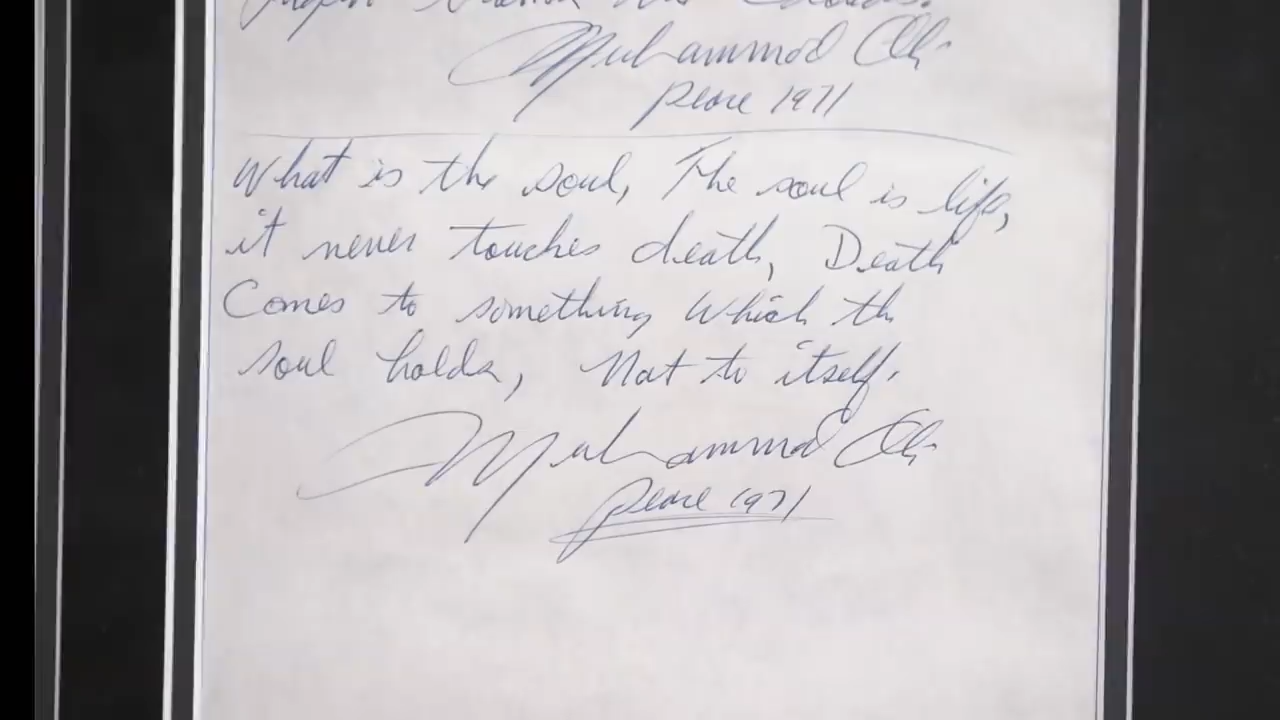 Muhammad Ali
Peace 1971
What is the soul, The soul is life,
it never touches death, Death
Comes to something Which the
soul holds, Not to itself.
Muhammad Ali
Peace 1971